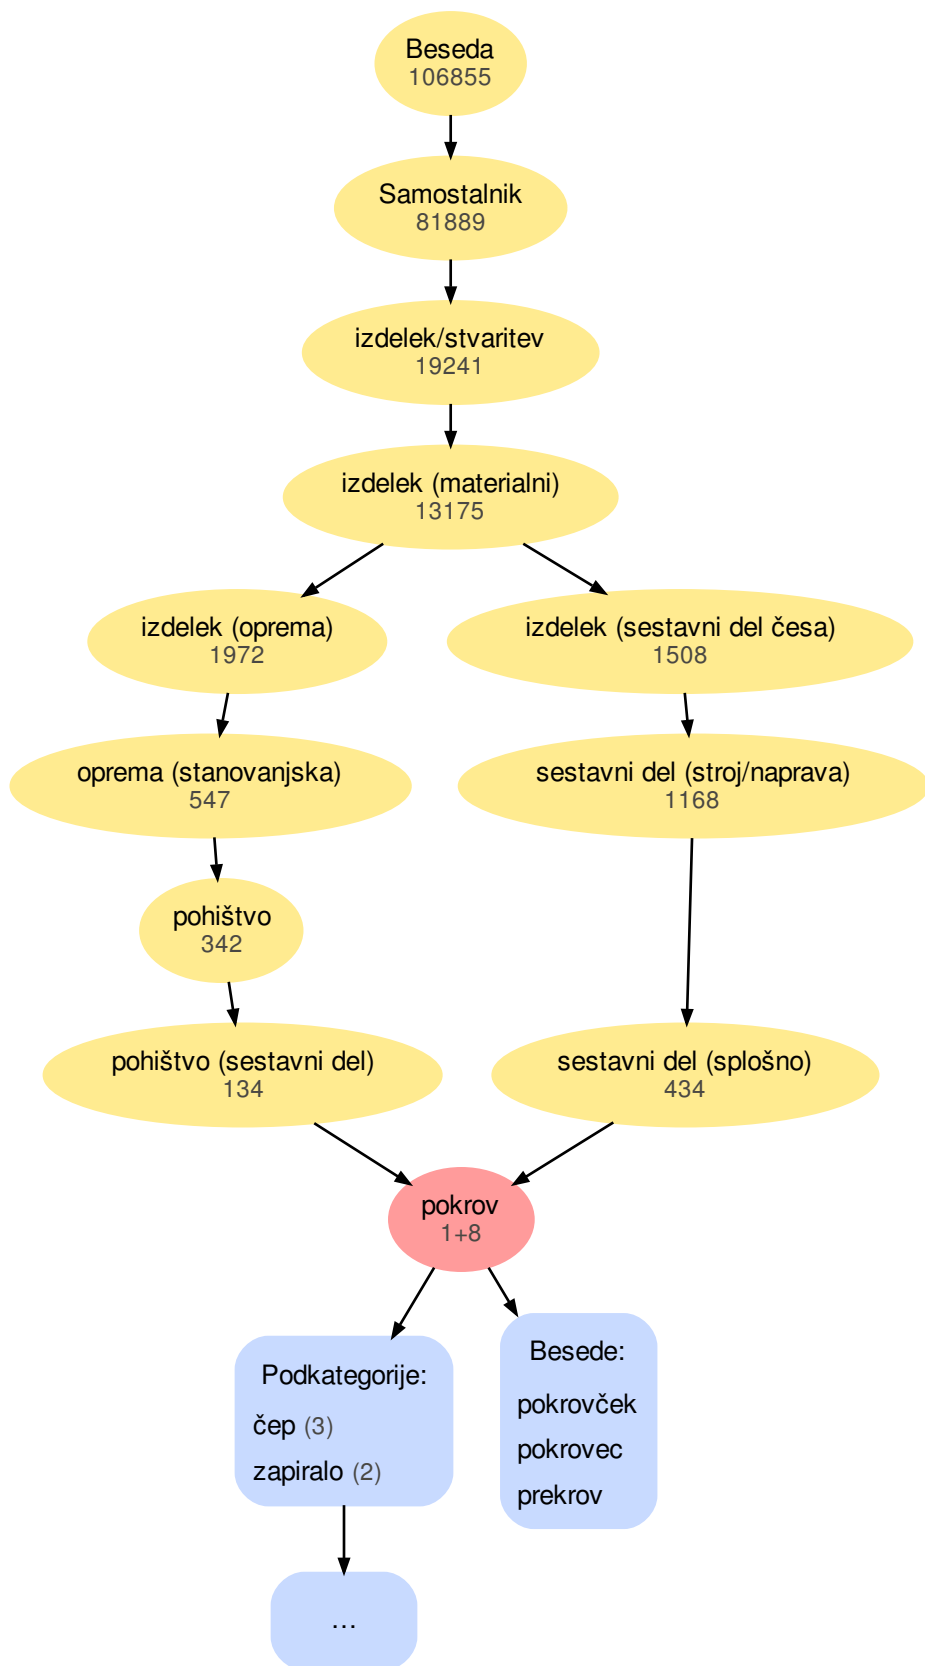 Beseda
106855
Samostalnik
81889
izdelek/stvaritev
19241
izdelek (materialni)
13175
izdelek (oprema)
1972
izdelek (sestavni del česa)
1508
oprema (stanovanjska)
547
sestavni del (stroj/naprava)
1168
pohištvo
342
pohištvo (sestavni del)
134
sestavni del (splošno)
434
pokrov
1+8
Podkategorije:
čep (3)
zapiralo (2)
Besede:
pokrovček
pokrovec
prekrov
…